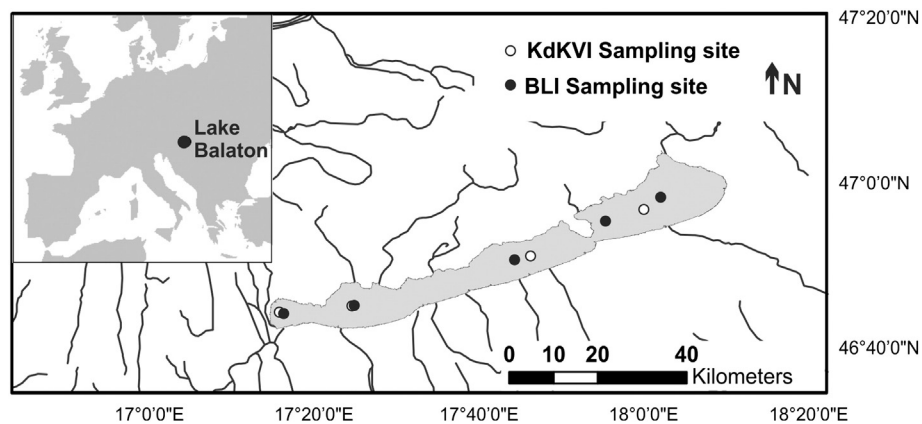 47°20'0"N
KdKVI Sampling site
BLI Sampling site
N
Lake
Balaton
47°0'0"N
46°40'0"N
0 10 20 40
Kilometers
17°0'0"E 17°20'0"E 17°40'0"E 18°0'0"E 18°20'0"E